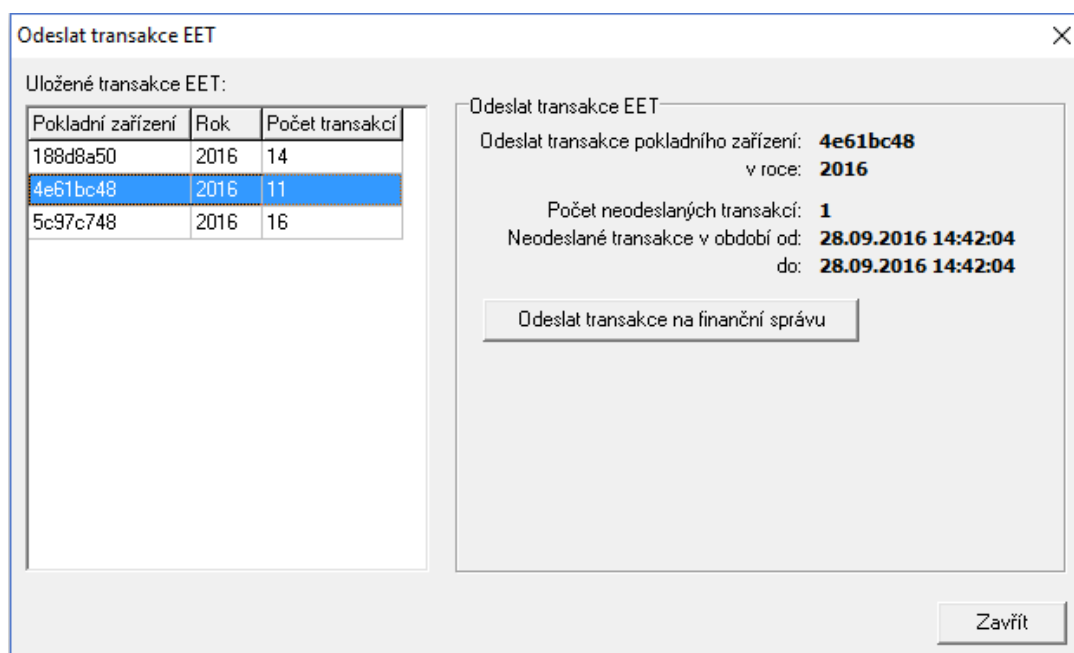 Odeslat transakce EET
Uložené transakce EET:
Pokladní zařízení Rok Počet transakcí
188d8a50 2016 14
4e61bc48 2016 11
5c97c748 2016 16
Odeslat transakce EET
Odeslat transakce pokladního zařízení: 4e61bc48
v roce: 2016
Počet neodeslaných transakcí: 1
Neodeslané transakce v období od: 28.09.2016 14:42:04
do: 28.09.2016 14:42:04
Odeslat transakce na finanční správu
Zavřít